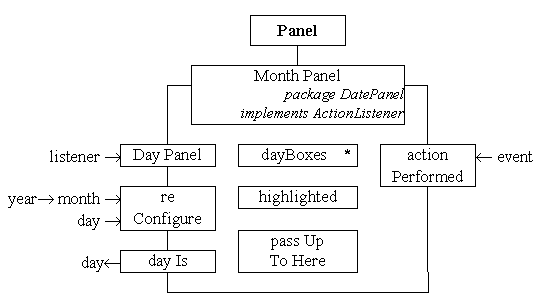 Panel
Month Panel
package DatePanel
implements ActionListener
listener Day Panel
dayBoxes *
action
Performed
event
year month
day
re
Configure
highlighted
day
day Is
pass Up
To Here